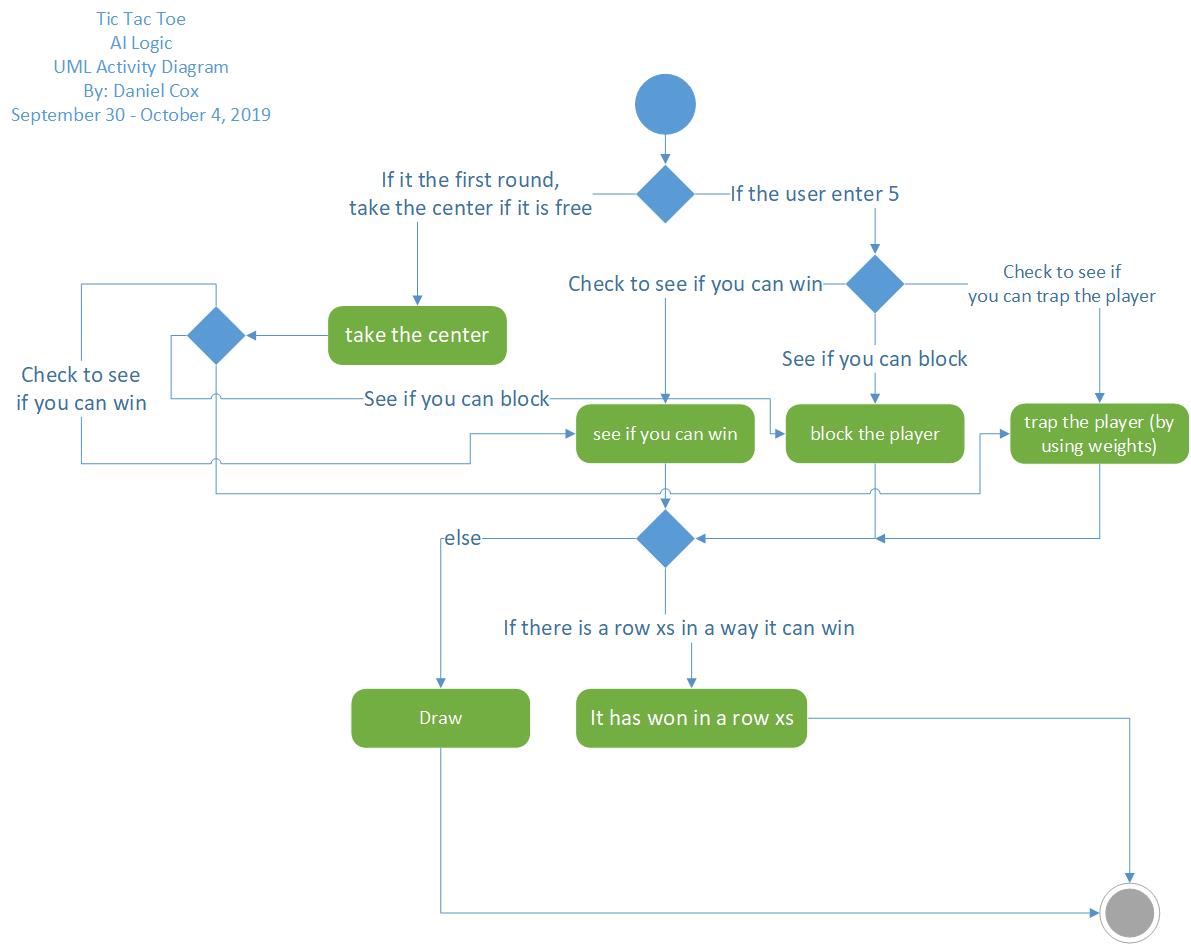 Tic Tac Toe
AI Logic
UML Activity Diagram
By: Daniel Cox
September 30 - October 4, 2019
If it the first round,
take the center if it is free
If the user enter 5
Check to see if you can win
Check to see if
you can trap the player
take the center
See if you can block
Check to see
if you can win
See if you can block
see if you can win
block the player
trap the player (by
using weights)
else
If there is a row xs in a way it can win
Draw
It has won in a row xs